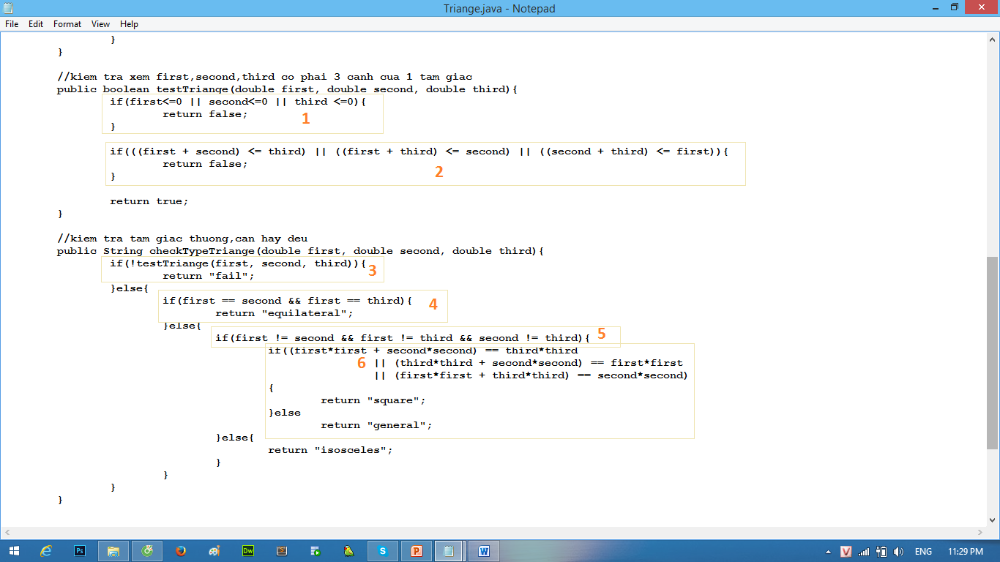 Triange.java - Notepad
File Edit Format View Help
}
}
//kiem tra xem first,second,third co phai 3 canh cua 1 tam giac
public boolean testTriange(double first, double second, double third){
if(first<=0 || second<=0 || third <=0){
return false;
1
}
if(((first + second) <= third) || ((first + third) <= second) || ((second + third) <= first)){
return false;
2
}
return true;
}
//kiem tra tam giac thuong,can hay deu
public String checkTypeTriange(double first, double second, double third){
if(!testTriange(first, second, third)){
3
return "fail";
}else{
if(first == second && first == third){
4
return "equilateral";
}else{
if(first != second && first != third && second != third){
5
if((first*first + second*second) == third*third
6
|| (third*third + second*second) == first*first
|| (first*first + third*third) == second*second)
{
return "square";
}else
return "general";
}else{
return "isosceles";
}
}
}
}
Ps
Dw
S
P
W
V
ENG
11:29 PM